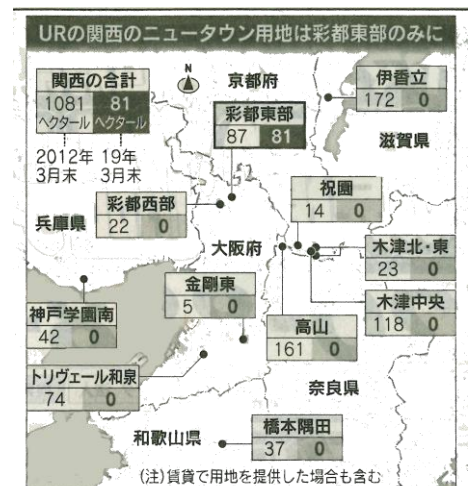 URの関西のニュータウン用地は彩都東部のみに
関西の合計
1081 81
ヘクタール ヘクタール
2012年 19年
3月末 3月末
N
京都府
伊香立
172 0
滋賀県
彩都東部
87 81
兵庫県
彩都西部
22 0
大阪府
祝園
14 0
木津北・東
23 0
金剛東
5 0
神戸学園南
42 0
高山
161 0
木津中央
118 0
トリヴェール和泉
74 0
奈良県
和歌山県
橋本隅田
37 0
(注)賃貸で用地を提供した場合も含む